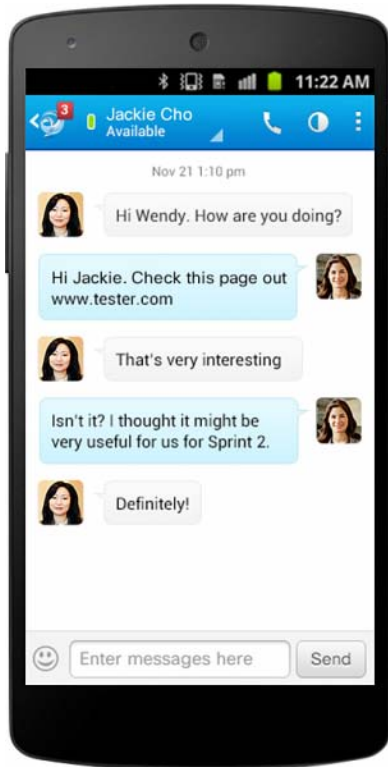 11:22 AM
3
Jackie Cho
Available
Nov 21 1:10 pm
Hi Wendy. How are you doing?
Hi Jackie. Check this page out
www.tester.com
That's very interesting
Isn't it? I thought it might be
very useful for us for Sprint 2.
Definitely!
Enter messages here
Send